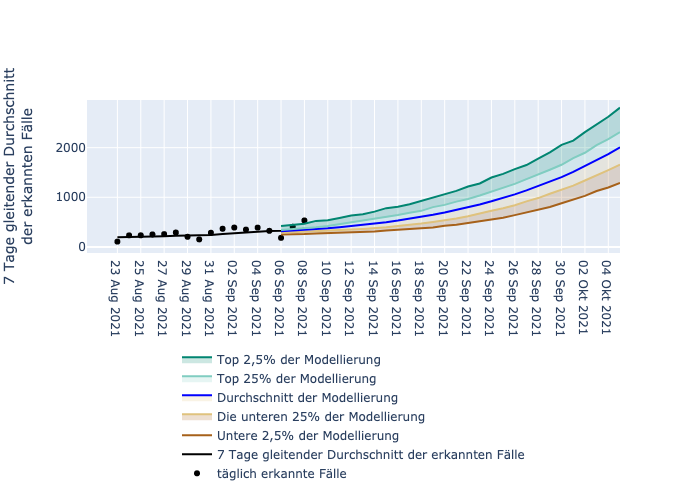 7 Tage gleitender Durchschnitt
der erkannten Fälle
2000
1000
0
23 Aug 2021
25 Aug 2021
27 Aug 2021
29 Aug 2021
31 Aug 2021
02 Sep 2021
04 Sep 2021
06 Sep 2021
08 Sep 2021
10 Sep 2021
12 Sep 2021
14 Sep 2021
16 Sep 2021
18 Sep 2021
20 Sep 2021
22 Sep 2021
24 Sep 2021
26 Sep 2021
28 Sep 2021
30 Sep 2021
02 Okt 2021
04 Okt 2021
Top 2,5% der Modellierung
Top 25% der Modellierung
Durchschnitt der Modellierung
Die unteren 25% der Modellierung
Untere 2,5% der Modellierung
7 Tage gleitender Durchschnitt der erkannten Fälle
täglich erkannte Fälle